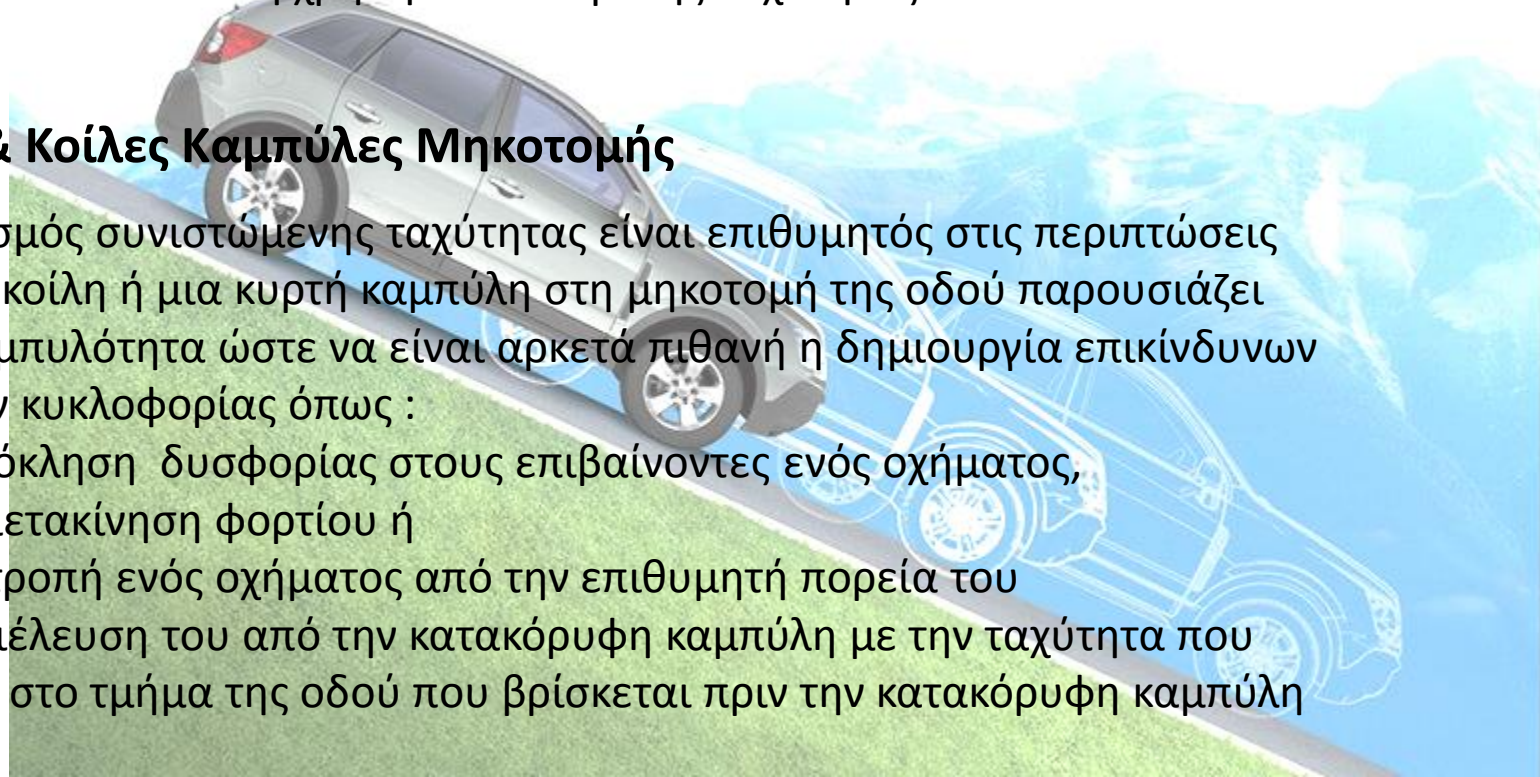 & Κοίλες Καμπύλες Μηκοτομής
σμός συνιστώμενης ταχύτητας είναι επιθυμητός στις περιπτώσεις
κοίλη ή μια κυρτή καμπύλη στη μηκοτομή της οδού παρουσιάζει
μπυλότητα ώστε να είναι αρκετά πιθανή η δημιουργία επικίνδυνων
ν κυκλοφορίας όπως :
όκληση δυσφορίας στους επιβαίνοντες ενός οχήματος,
ετακίνηση φορτίου ή
ροπή ενός οχήματος από την επιθυμητή πορεία του
ιέλευση του από την κατακόρυφη καμπύλη με την ταχύτητα που
στο τμήμα της οδού που βρίσκεται πριν την κατακόρυφη καμπύλη